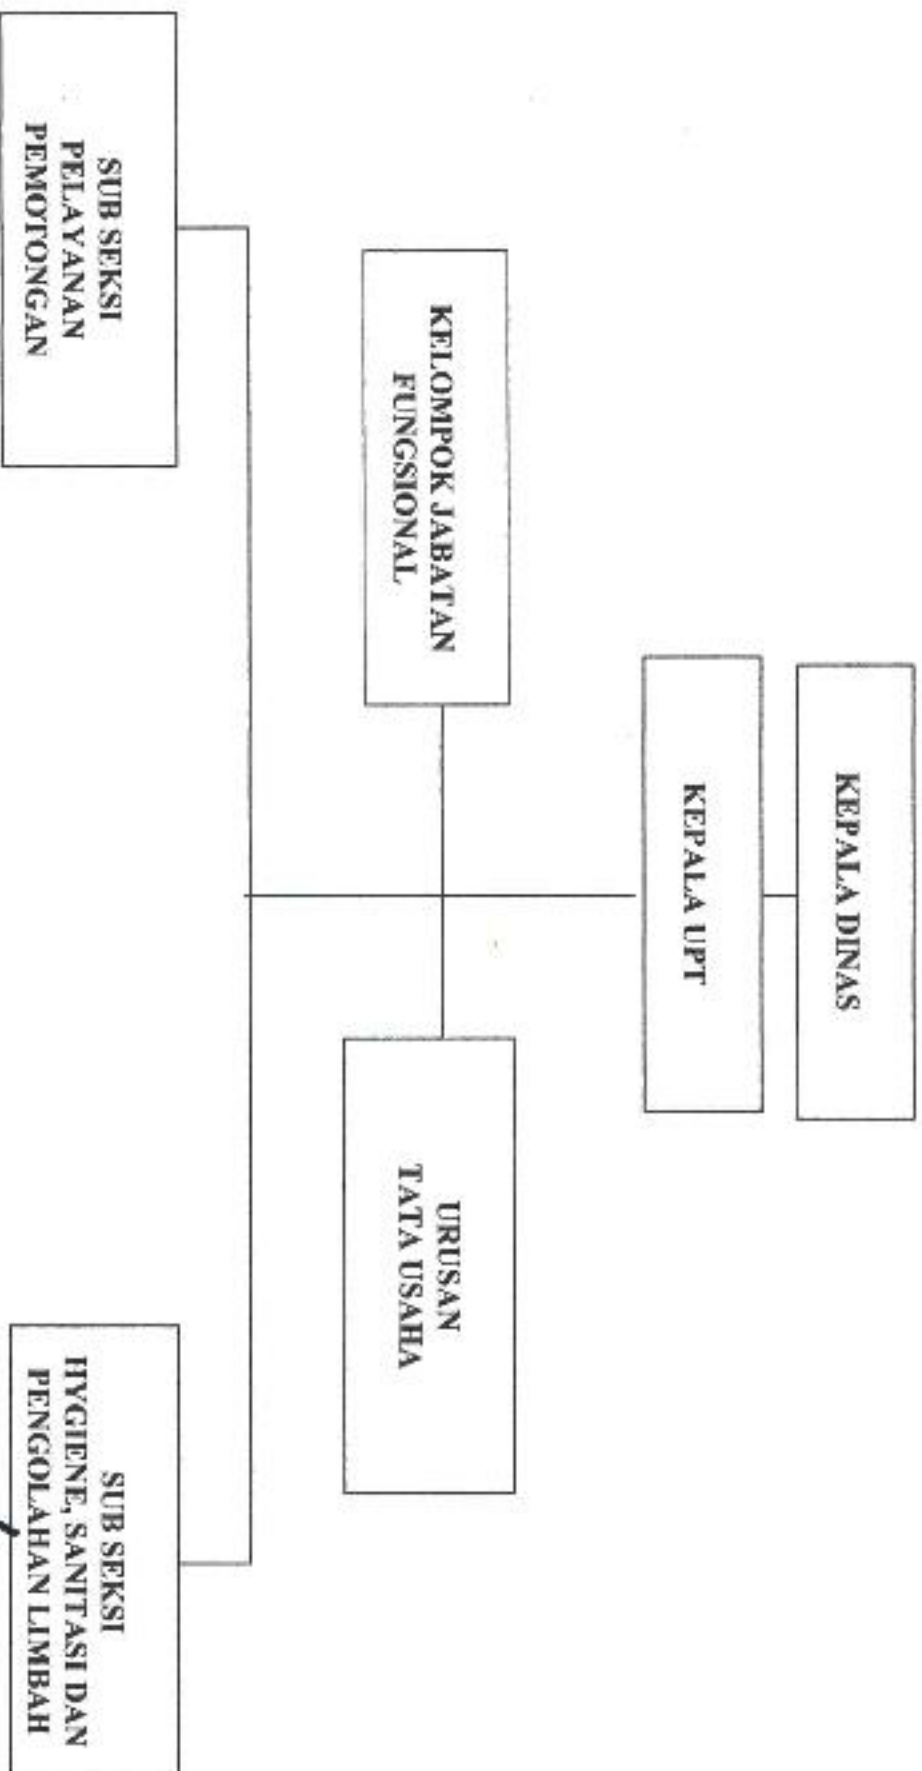 KEPALA DINAS
KEPALA UPT
KELOMPOK JABATAN
FUNGSIONAL
URUSAN
TATA USAHA
SUB SEKSI
PELAYANAN
PEMOTONGAN
SUB SEKSI
HYGIENE, SANITASI DAN
PENGOLAHAN LIMBAH